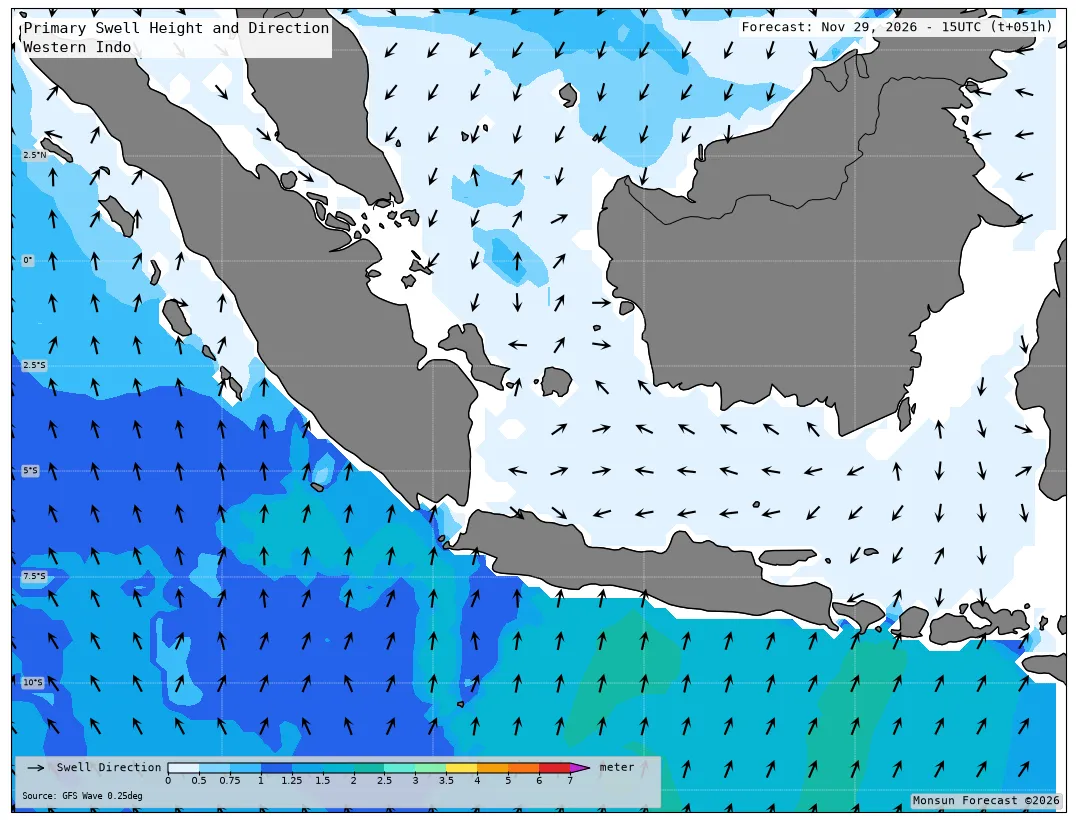 Primary Swell Height and Direction
Western Indo
Forecast: Nov 29, 2026 - 15UTC (t+051h)
2.5°N
0°
2.5°S
5°S
7.5°S
10°S
Swell Direction
0 0.5 0.75 1 1.25 1.5 2 2.5 3 3.5 4 5 6 7
meter
Source: GFS Wave 0.25deg
Monsun Forecast ©2026